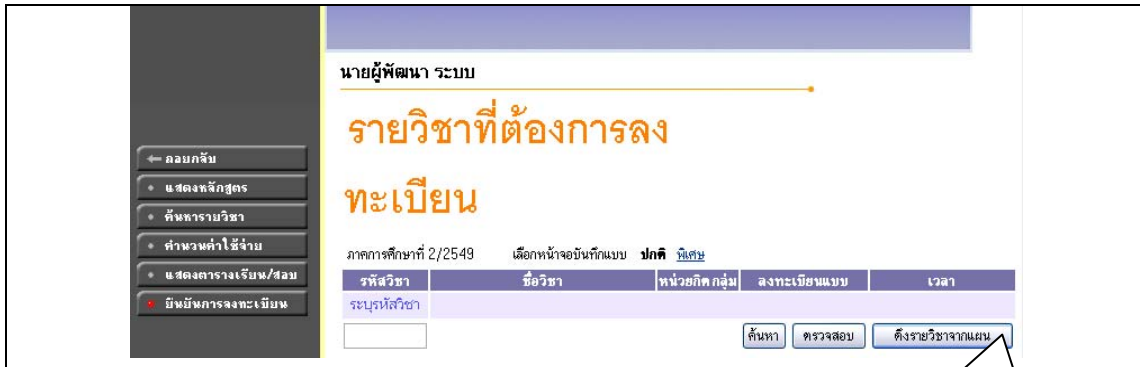 นายผู้พัฒนา ระบบ
รายวิชาที่ต้องการลง
ทะเบียน
ถอยกลับ
แสดงหลักสูตร
ค้นหารายวิชา
คำนวนค่าใช้จ่าย
แสดงตารางเรียน/สอบ
ยืนยันการลงทะเบียน
ภาคการศึกษาที่ 2/2549 เลือกหน้าจอบันทึกแบบ ปกติ พิเศษ
รหัสวิชา ชื่อวิชา หน่วยกิต กลุ่ม ลงทะเบียนแบบ เวลา
ระบุรหัสวิชา
ค้นหา ตรวจสอบ ดึงรายวิชาจากแผน